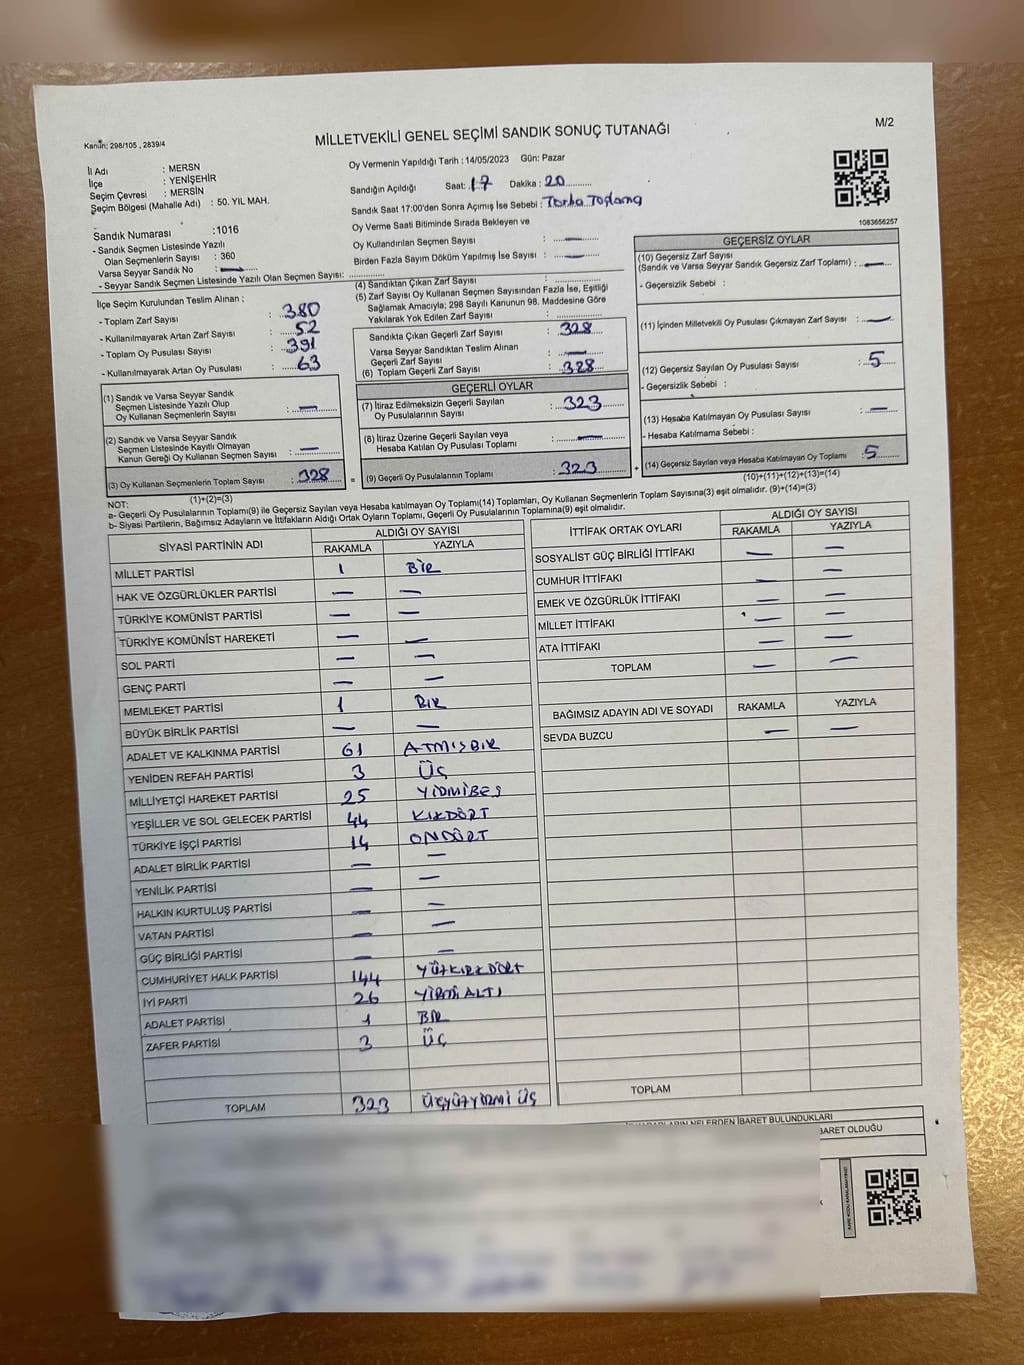 M/2
Kanun: 298/105 , 2839/4
MİLLETVEKİLİ GENEL SEÇİMİ SANDIK SONUÇ TUTANAĞI
İl Adı : MERSN
İlçe : YENİŞEHİR
Seçim Çevresi : MERSİN
Seçim Bölgesi (Mahalle Adı) : 50. YIL MAH.
Sandık Numarası : 1016
- Sandık Seçmen Listesinde Yazılı
Olan Seçmenlerin Sayısı : 360
Varsa Seyyar Sandık No : —
- Seyyar Sandık Seçmen Listesinde Yazılı Olan Seçmen Sayısı: ..............
Oy Vermenin Yapıldığı Tarih : 14/05/2023 Gün: Pazar
Sandığın Açıldığı Saat: 17 Dakika : 20
Sandık Saat 17:00'den Sonra Açımış İse Sebebi : Torba Toplama
Oy Verme Saati Bitiminde Sırada Bekleyen ve
Oy Kullandırılan Seçmen Sayısı : —
Birden Fazla Sayım Döküm Yapılmış İse Sayısı : —
1083656257
İlçe Seçim Kurulundan Teslim Alınan ;
- Toplam Zarf Sayısı : 380
- Kullanılmayarak Artan Zarf Sayısı : 52
- Toplam Oy Pusulası Sayısı : 391
- Kullanılmayarak Artan Oy Pusulası : 63
(1) Sandık ve Varsa Seyyar Sandık
Seçmen Listesinde Yazılı Olup
Oy Kullanan Seçmenlerin Sayısı : —
(2) Sandık ve Varsa Seyyar Sandık
Seçmen Listesinde Kayıtlı Olmayan
Kanun Gereği Oy Kullanan Seçmen Sayısı : —
(3) Oy Kullanan Seçmenlerin Toplam Sayısı : 328
(1)+(2)=(3)
(4) Sandıktan Çıkan Zarf Sayısı : ..............
(5) Zarf Sayısı Oy Kullanan Seçmen Sayısından Fazla İse, Eşitliği
Sağlamak Amacıyla; 298 Sayılı Kanunun 98. Maddesine Göre
Yakılarak Yok Edilen Zarf Sayısı : ..............
Sandıkta Çıkan Geçerli Zarf Sayısı : 328
Varsa Seyyar Sandıktan Teslim Alınan
Geçerli Zarf Sayısı : —
(6) Toplam Geçerli Zarf Sayısı : 328
GEÇERLİ OYLAR
(7) İtiraz Edilmeksizin Geçerli Sayılan
Oy Pusulalarının Sayısı : 323
(8) İtiraz Üzerine Geçerli Sayılan veya
Hesaba Katılan Oy Pusulası Toplamı : —
= (9) Geçerli Oy Pusulalarının Toplamı : 323 +
GEÇERSİZ OYLAR
(10) Geçersiz Zarf Sayısı
(Sandık ve Varsa Seyyar Sandık Geçersiz Zarf Toplamı) : —
- Geçersizlik Sebebi :
(11) İçinden Milletvekili Oy Pusulası Çıkmayan Zarf Sayısı : —
(12) Geçersiz Sayılan Oy Pusulası Sayısı : 5
- Geçersizlik Sebebi :
(13) Hesaba Katılmayan Oy Pusulası Sayısı : —
- Hesaba Katılmama Sebebi :
(14) Geçersiz Sayılan veya Hesaba Katılmayan Oy Toplamı : 5
(10)+(11)+(12)+(13)=(14)
NOT:
a- Geçerli Oy Pusulalarının Toplamı(9) ile Geçersiz Sayılan veya Hesaba Katılmayan Oy Toplamı(14) Toplamları, Oy Kullanan Seçmenlerin Toplam Sayısına(3) eşit olmalıdır. (9)+(14)=(3)
b- Siyasi Partilerin, Bağımsız Adayların ve İttifakların Aldığı Ortak Oyların Toplamı, Geçerli Oy Pusulalarının Toplamına(9) eşit olmalıdır.
SİYASİ PARTİNİN ADI ALDIĞI OY SAYISI
RAKAMLA YAZIYLA
MİLLET PARTİSİ 1 BİR
HAK VE ÖZGÜRLÜKLER PARTİSİ — —
TÜRKİYE KOMÜNİST PARTİSİ — —
TÜRKİYE KOMÜNİST HAREKETİ — —
SOL PARTİ — —
GENÇ PARTİ — —
MEMLEKET PARTİSİ 1 BIR
BÜYÜK BİRLİK PARTİSİ — —
ADALET VE KALKINMA PARTİSİ 61 ATMIŞBIR
YENİDEN REFAH PARTİSİ 3 ÜÇ
MİLLİYETÇİ HAREKET PARTİSİ 25 YİRMİBEŞ
YEŞİLLER VE SOL GELECEK PARTİSİ 44 KIRDÖRT
TÜRKİYE İŞÇİ PARTİSİ 14 ONDÖRT
ADALET BİRLİK PARTİSİ — —
YENİLİK PARTİSİ — —
HALKIN KURTULUŞ PARTİSİ — —
VATAN PARTİSİ — —
GÜÇ BİRLİĞİ PARTİSİ — —
CUMHURİYET HALK PARTİSİ 144 YÜZKIRKDÖRT
İYİ PARTİ 26 YİRMİ ALTI
ADALET PARTİSİ 1 BIR
ZAFER PARTİSİ 3 ÜÇ
TOPLAM 323 ÜÇYÜZYİRMİ ÜÇ
İTTİFAK ORTAK OYLARI ALDIĞI OY SAYISI
RAKAMLA YAZIYLA
SOSYALİST GÜÇ BİRLİĞİ İTTİFAKI — —
CUMHUR İTTİFAKI — —
EMEK VE ÖZGÜRLÜK İTTİFAKI — —
MİLLET İTTİFAKI — —
ATA İTTİFAKI — —
TOPLAM — —
BAĞIMSIZ ADAYIN ADI VE SOYADI RAKAMLA YAZIYLA
SEVDA BUZCU — —
TOPLAM
NELERDEN İBARET BULUNDUKLARI
BARET OLDUĞU